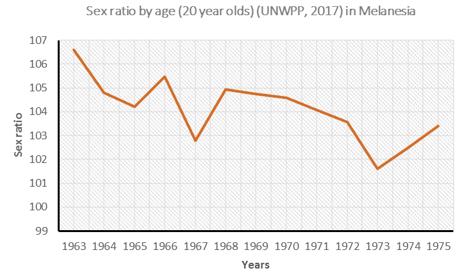 Sex ratio by age (20 year olds) (UNWPP, 2017) in Melanesia
107
106
105
104
103
102
101
100
99
Sex ratio
1963 1964 1965 1966 1967 1968 1969 1970 1971 1972 1973 1974 1975
Years